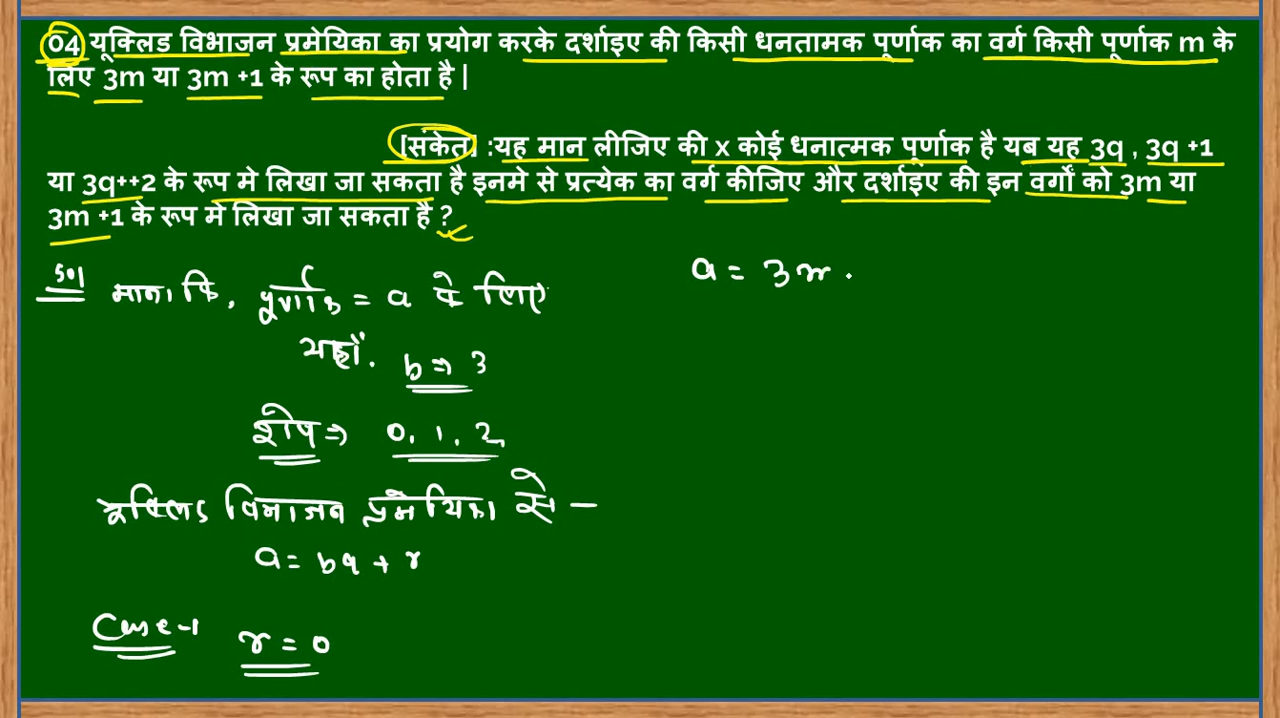 04 यूक्लिड विभाजन प्रमेयिका का प्रयोग करके दर्शाइए की किसी धनतामक पूर्णाक का वर्ग किसी पूर्णाक m के
लिए 3m या 3m +1 के रूप का होता है |
[संकेत] :यह मान लीजिए की x कोई धनात्मक पूर्णाक है यब यह 3q , 3q +1
या 3q++2 के रूप मे लिखा जा सकता है इनमे से प्रत्येक का वर्ग कीजिए और दर्शाइए की इन वर्गों को 3m या
3m +1 के रूप में लिखा जा सकता है ?
Sol माना कि, पूर्णांक = a के लिए
यहाँ. b ⇒ 3
शेष ⇒ 0, 1, 2
यूक्लिड विभाजन प्रमेयिका से –
a = bq + r
Case-1 r = 0
a = 3m .